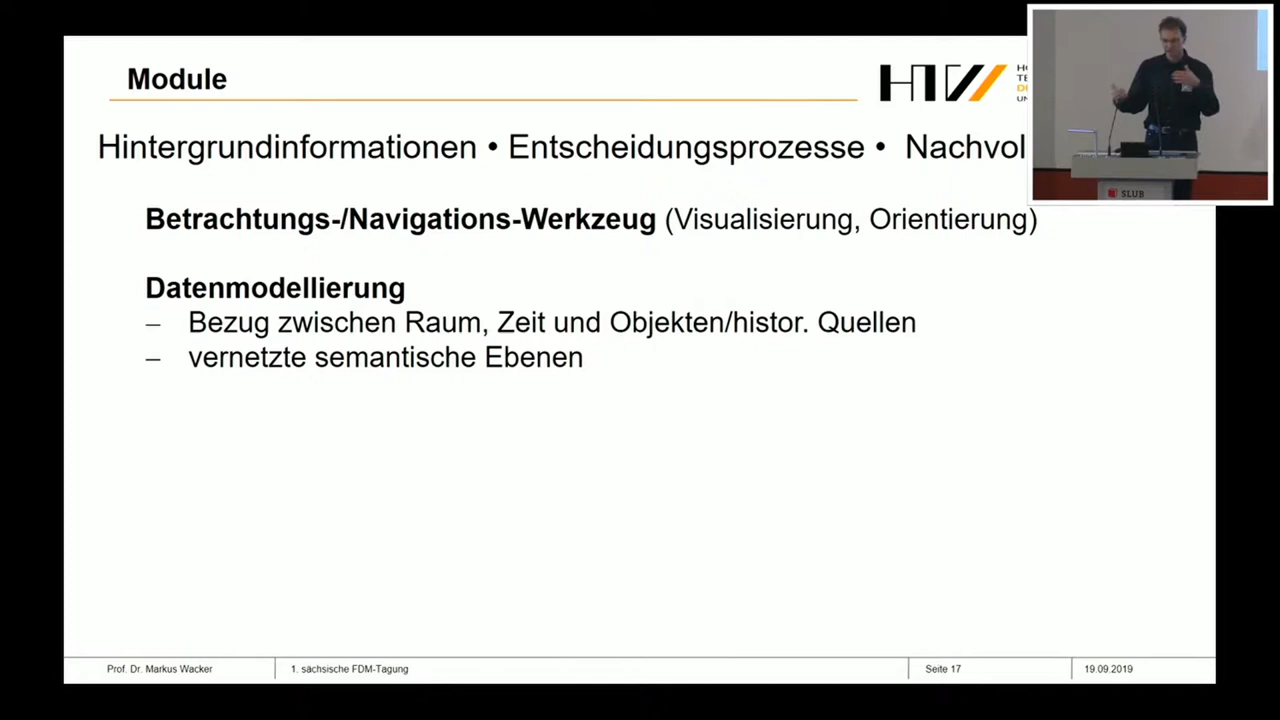 Module
HTW
Hintergrundinformationen • Entscheidungsprozesse •
SLUB
Betrachtungs-/Navigations-Werkzeug (Visualisierung, Orientierung)
Datenmodellierung
– Bezug zwischen Raum, Zeit und Objekten/histor. Quellen
– vernetzte semantische Ebenen
Prof. Dr. Markus Wacker
1. sächsische FDM-Tagung
Seite 17
19.09.2019